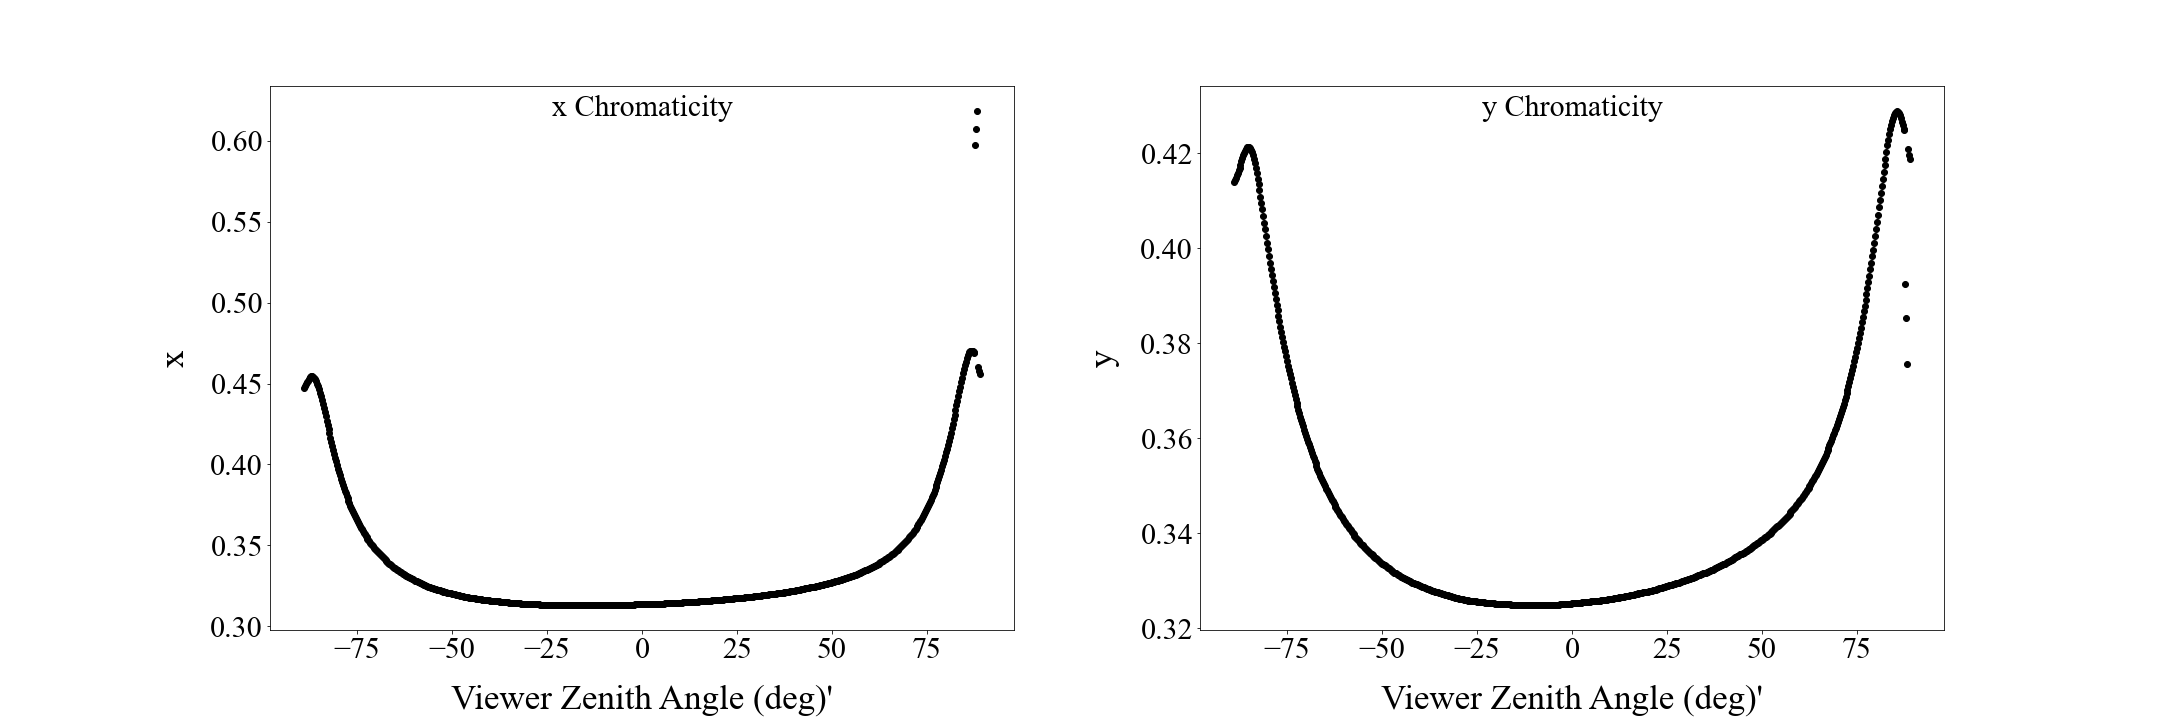 x Chromaticity
x
0.60
0.55
0.50
0.45
0.40
0.35
0.30
−75 −50 −25 0 25 50 75
Viewer Zenith Angle (deg)'
y Chromaticity
y
0.42
0.40
0.38
0.36
0.34
0.32
−75 −50 −25 0 25 50 75
Viewer Zenith Angle (deg)'